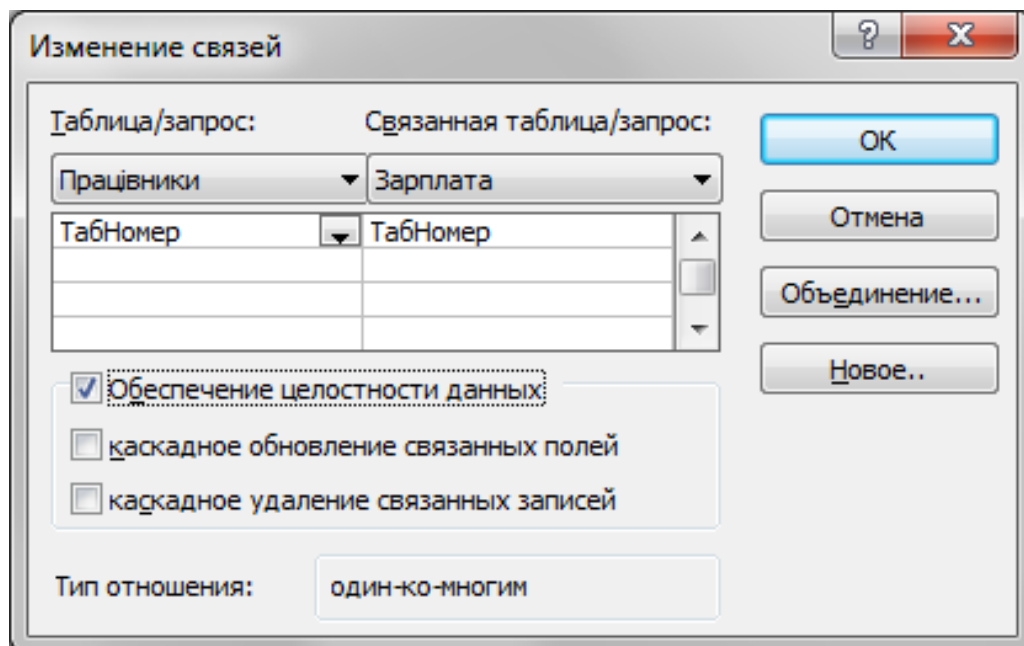 Изменение связей
Таблица/запрос: Связанная таблица/запрос:
Працівники Зарплата
ТабНомер ТабНомер
Обеспечение целостности данных
каскадное обновление связанных полей
каскадное удаление связанных записей
Тип отношения: один-ко-многим
ОК
Отмена
Объединение...
Новое..